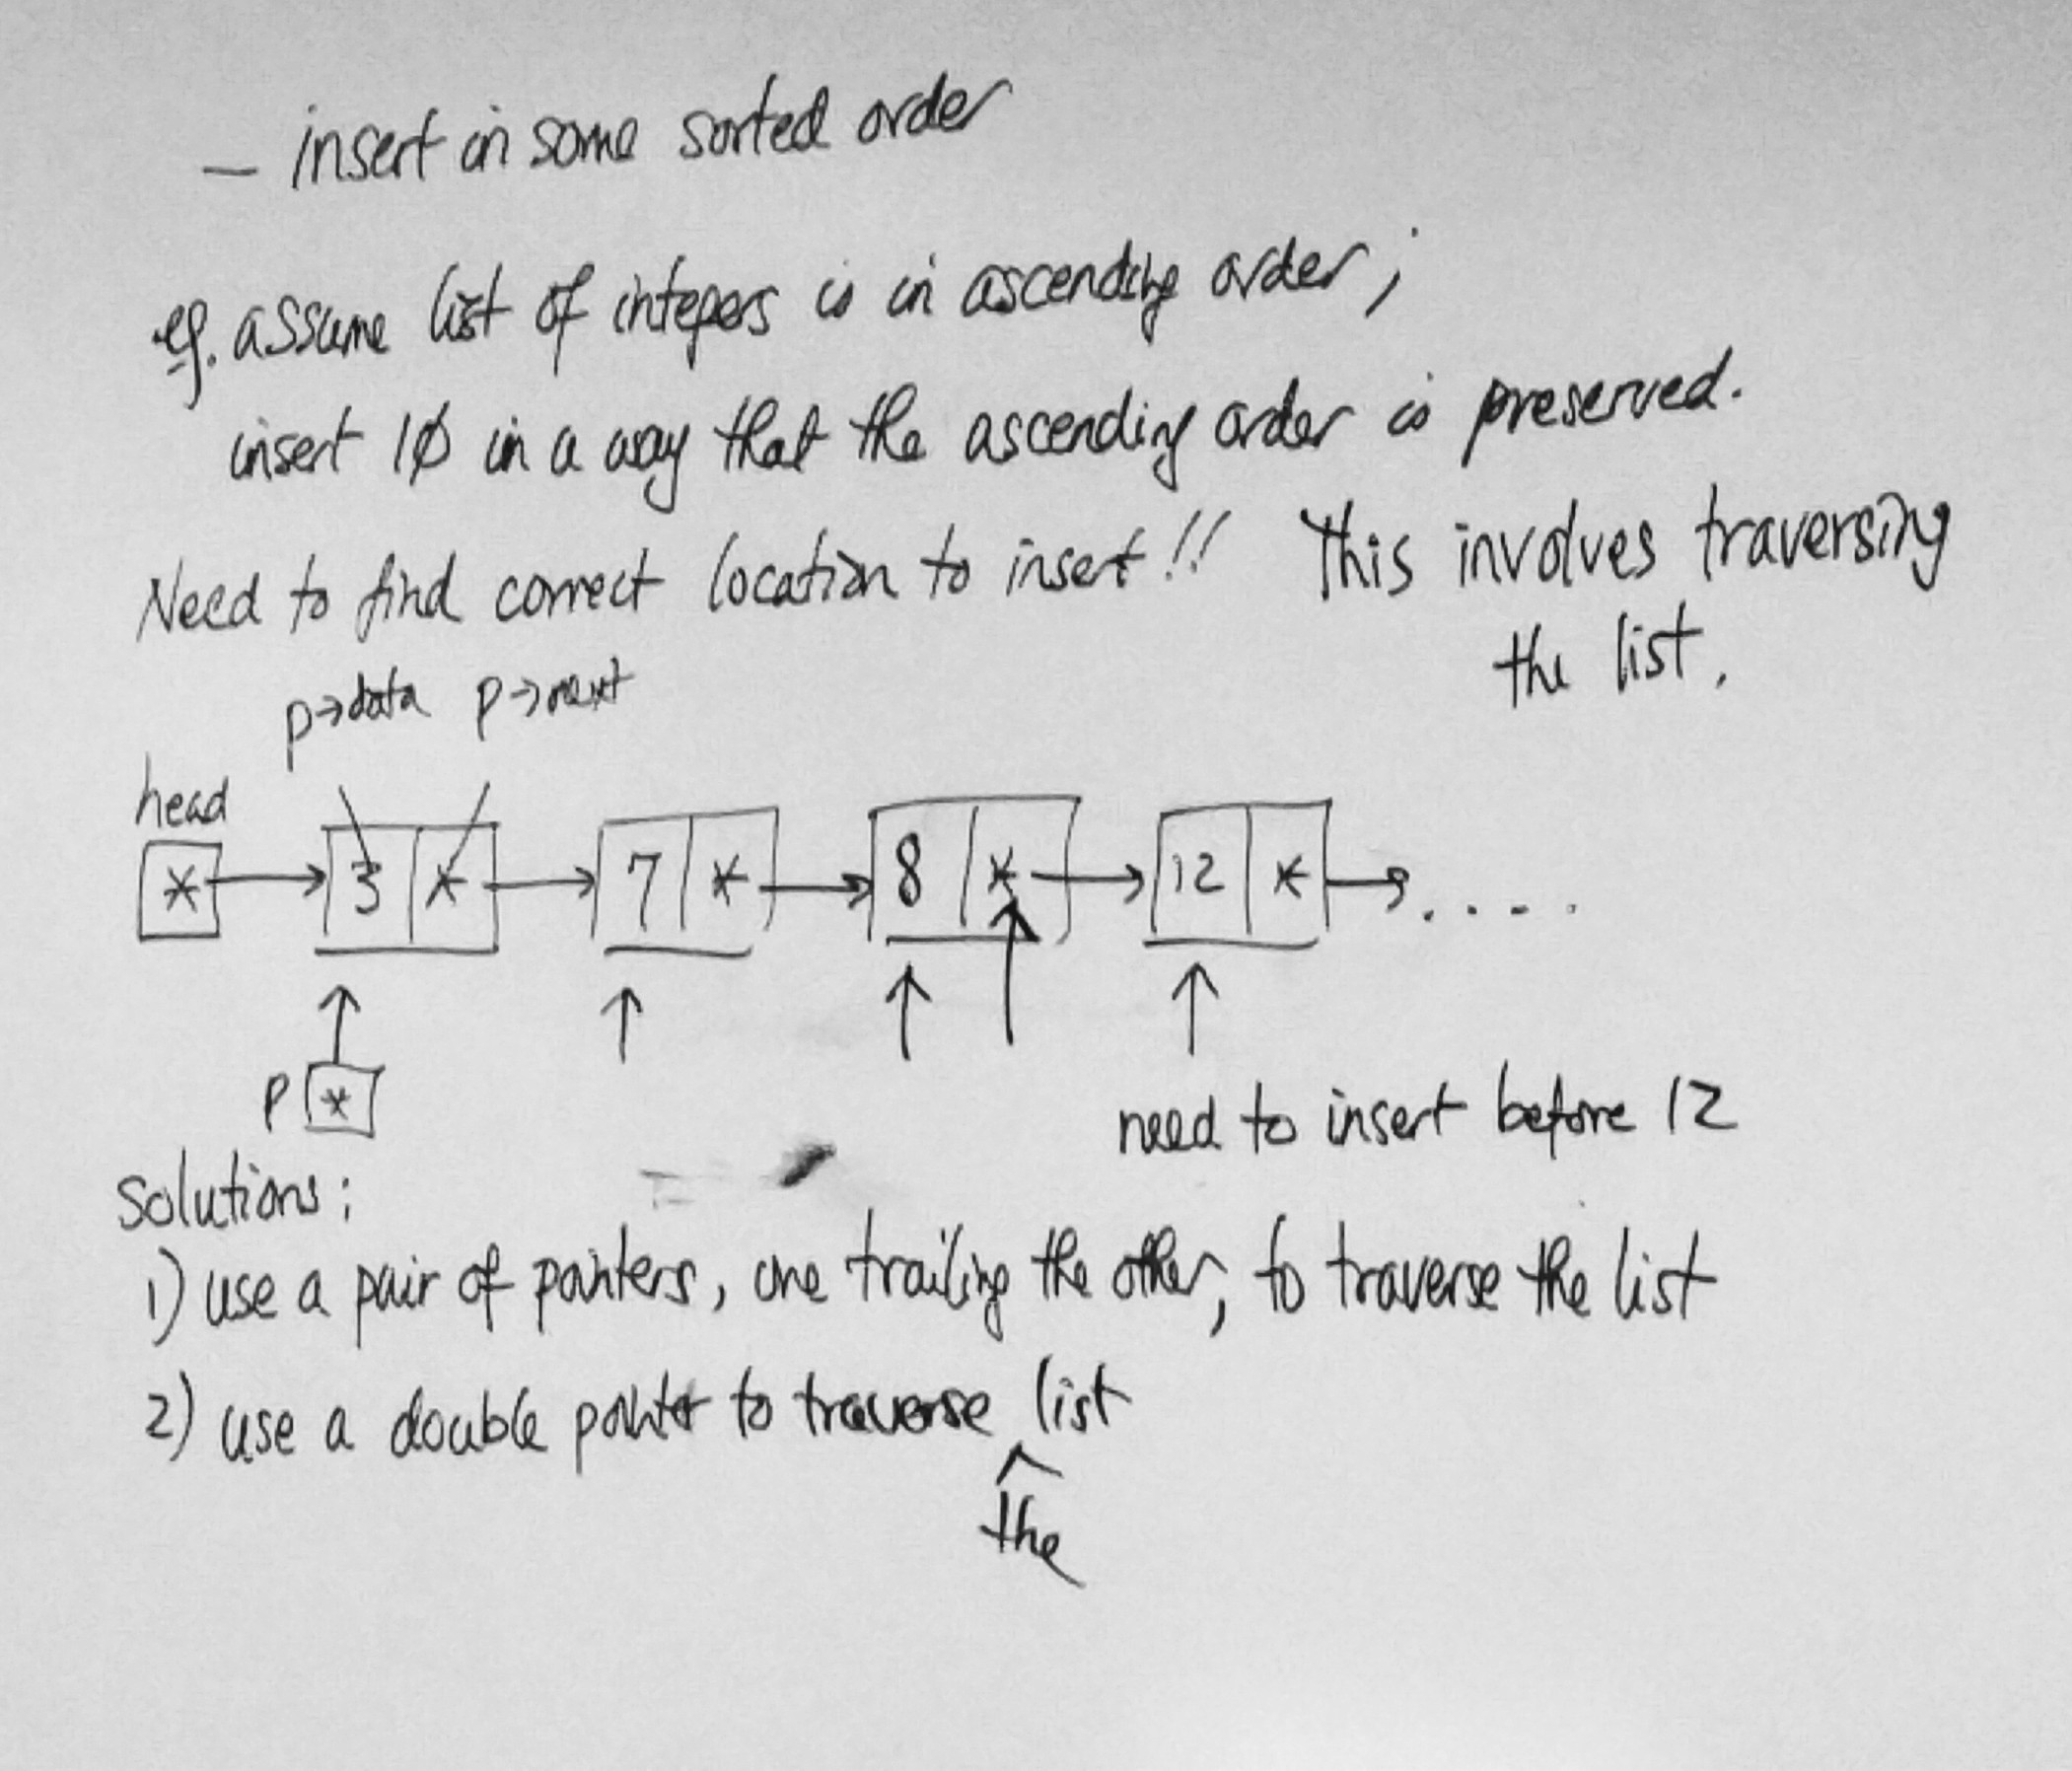 — insert in some sorted order
eg. assume list of integers is in ascending order;
insert 1Ø in a way that the ascending order is preserved.
Need to find correct location to insert!! This involves traversing
the list.
p→data p→next
head
* → 3 | * → 7 | * → 8 | * → 12 | * → . . . . .
p *
need to insert before 12
solutions:
1) use a pair of pointers, one trailing the other, to traverse the list
2) use a double pointer to traverse list
^
the